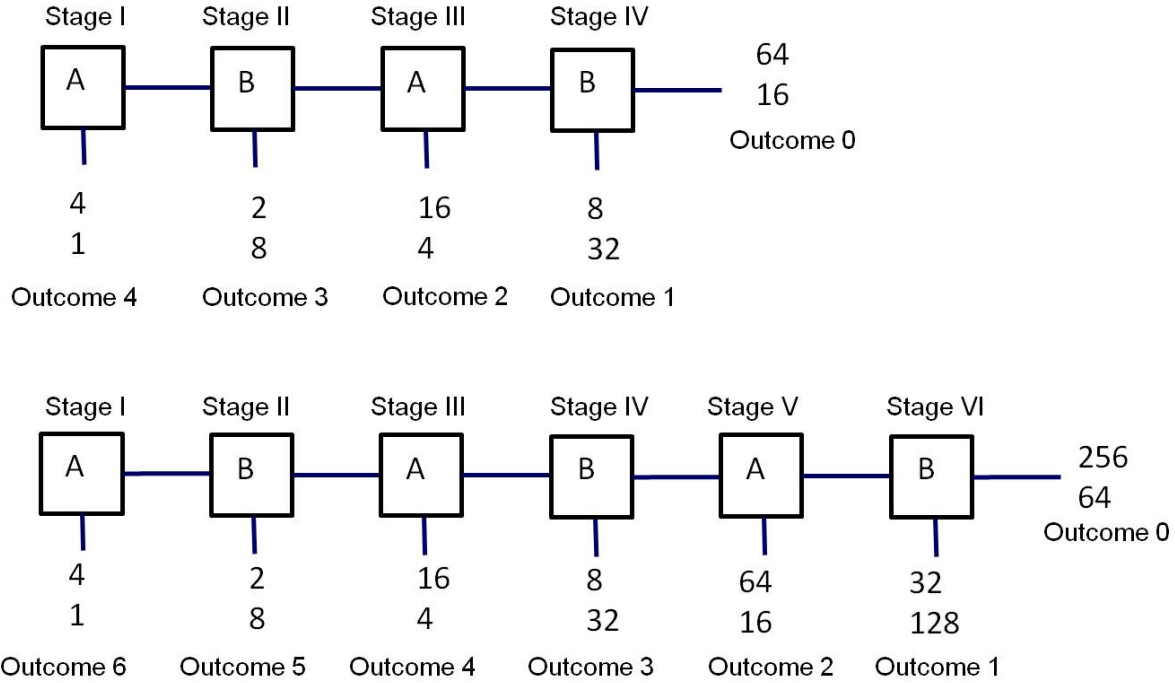 Stage I Stage II Stage III Stage IV
A B A B
64
16
Outcome 0
4 2 16 8
1 8 4 32
Outcome 4 Outcome 3 Outcome 2 Outcome 1
Stage I Stage II Stage III Stage IV Stage V Stage VI
A B A B A B
256
64
Outcome 0
4 2 16 8 64 32
1 8 4 32 16 128
Outcome 6 Outcome 5 Outcome 4 Outcome 3 Outcome 2 Outcome 1